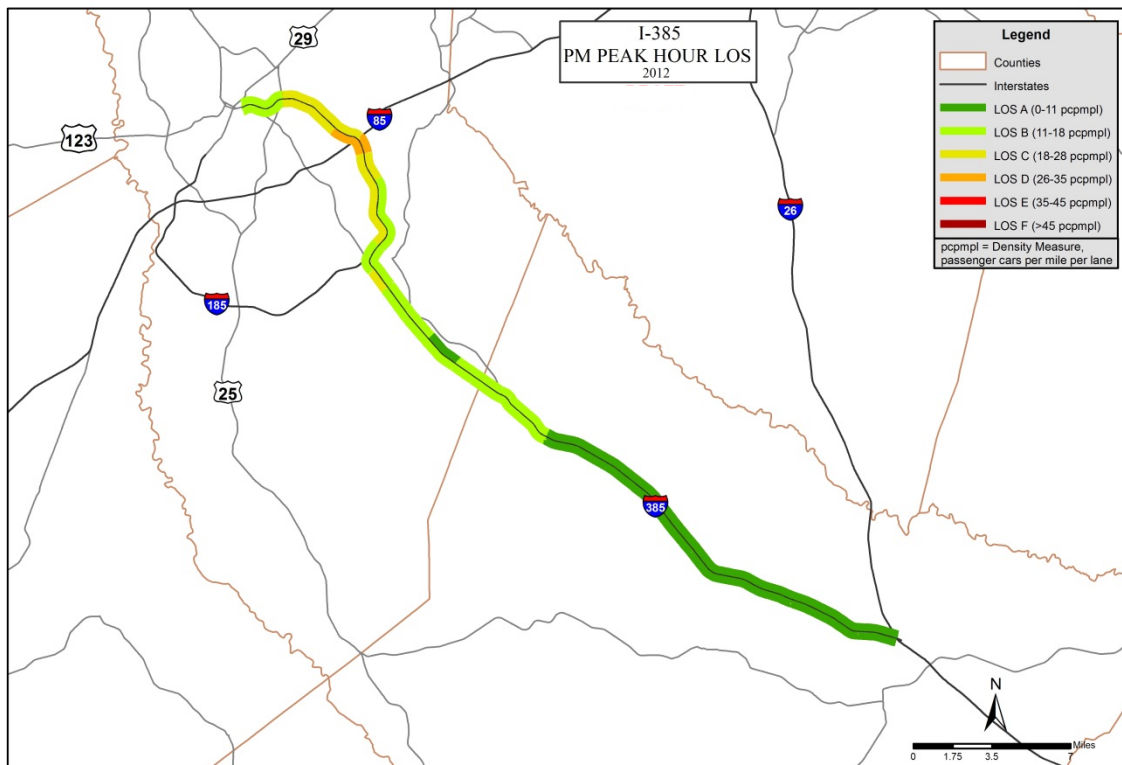 I-385
PM PEAK HOUR LOS
2012
29
123
85
26
185
25
385
Legend
Counties
Interstates
LOS A (0-11 pcpmpl)
LOS B (11-18 pcpmpl)
LOS C (18-28 pcpmpl)
LOS D (26-35 pcpmpl)
LOS E (35-45 pcpmpl)
LOS F (>45 pcpmpl)
pcpmpl = Density Measure,
passenger cars per mile per lane
N
Miles
0 1.75 3.5 7